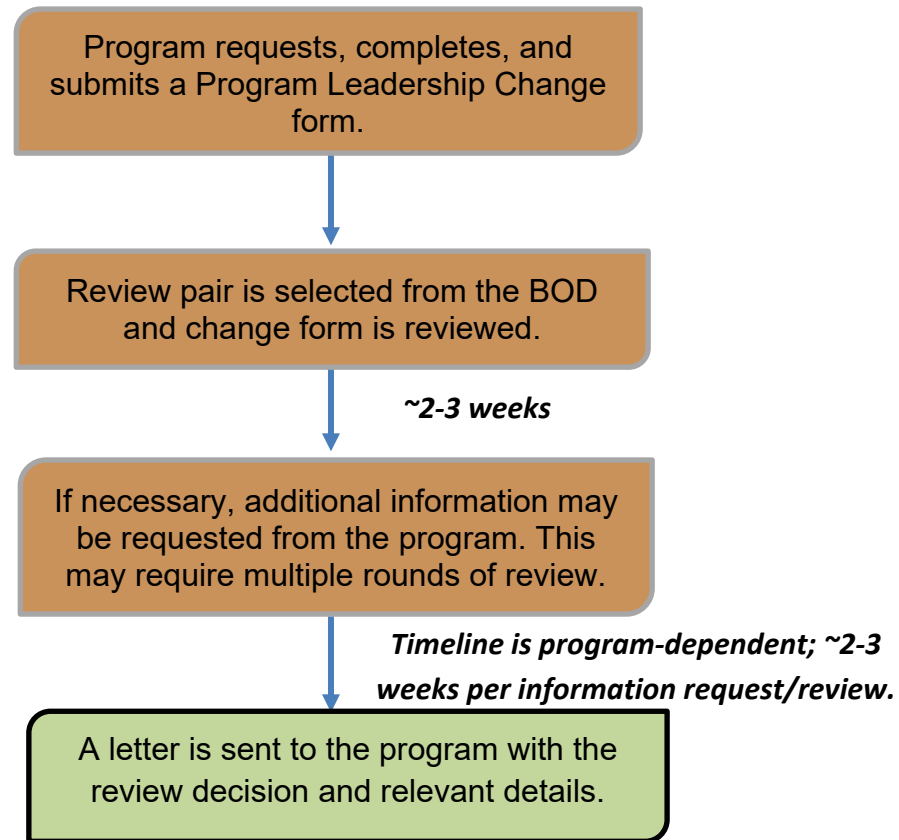 Program requests, completes, and
submits a Program Leadership Change
form.
Review pair is selected from the BOD
and change form is reviewed.
~2-3 weeks
If necessary, additional information may
be requested from the program. This
may require multiple rounds of review.
Timeline is program-dependent; ~2-3
weeks per information request/review.
A letter is sent to the program with the
review decision and relevant details.